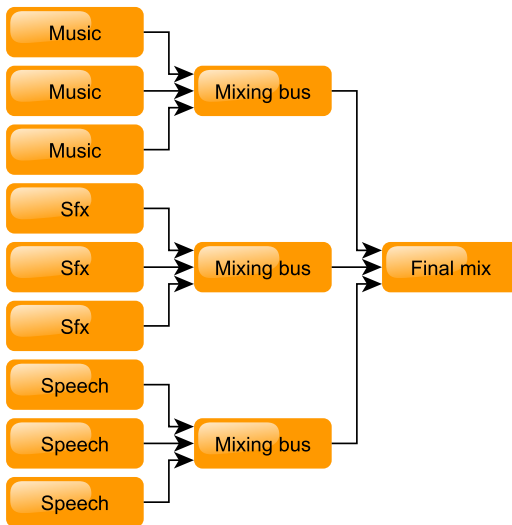 Music
Music
Music
Mixing bus
Sfx
Sfx
Sfx
Mixing bus
Speech
Speech
Speech
Mixing bus
Final mix